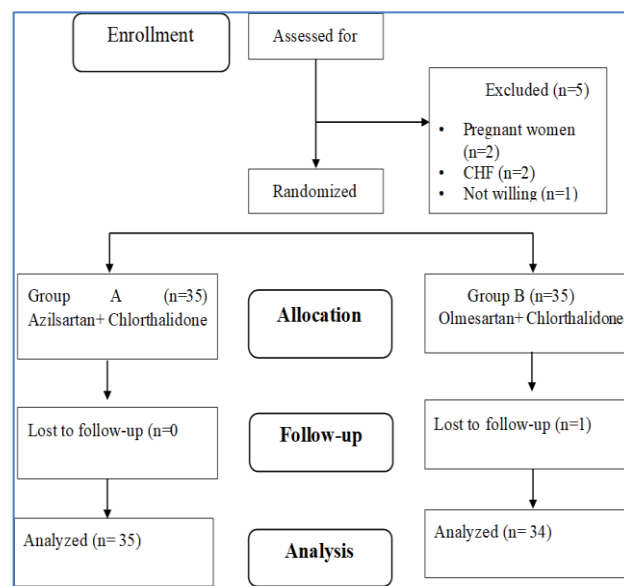 Enrollment
Assessed for
Excluded (n=5)
• Pregnant women
(n=2)
• CHF (n=2)
• Not willing (n=1)
Randomized
Group A (n=35)
Azilsartan+ Chlorthalidone
Allocation
Group B (n=35)
Olmesartan+ Chlorthalidone
Lost to follow-up (n=0
Follow-up
Lost to follow-up (n=1)
Analyzed (n= 35)
Analysis
Analyzed (n= 34)